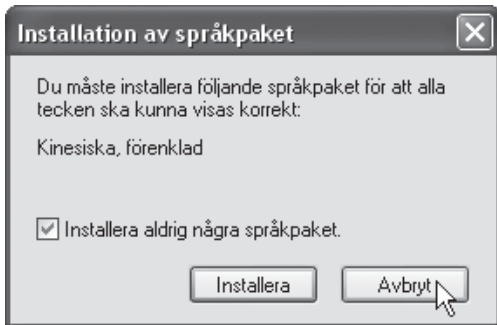 Installation av språkpaket
Du måste installera följande språkpaket för att alla
tecken ska kunna visas korrekt:
Kinesiska, förenklad
Installera aldrig några språkpaket.
Installera
Avbryt